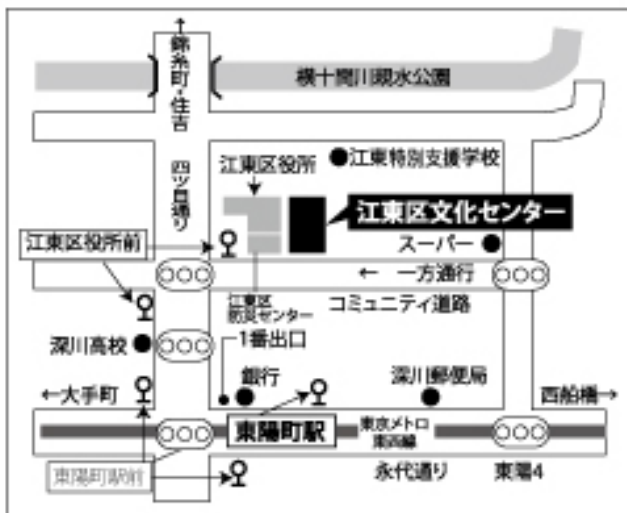 ↑錦糸町・住吉
横十間川親水公園
四ツ目通り
江東区役所
江東特別支援学校
江東区文化センター
江東区役所前
スーパー
← 一方通行
江東区
防災センター
コミュニティ道路
深川高校
1番出口
←大手町
銀行
深川郵便局
西船橋→
東陽町駅
東京メトロ
東西線
東陽町駅前
永代通り
東陽4